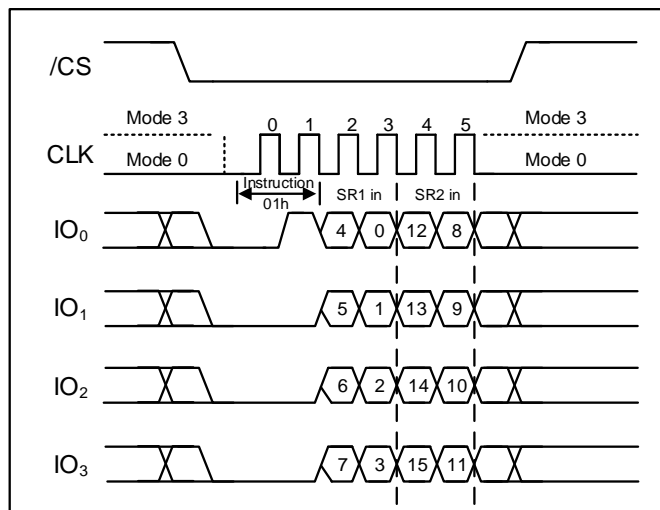 /CS
0 1 2 3 4 5
Mode 3 Mode 3
CLK Mode 0 Mode 0
Instruction
01h
SR1 in SR2 in
IO0 4 0 12 8
IO1 5 1 13 9
IO2 6 2 14 10
IO3 7 3 15 11